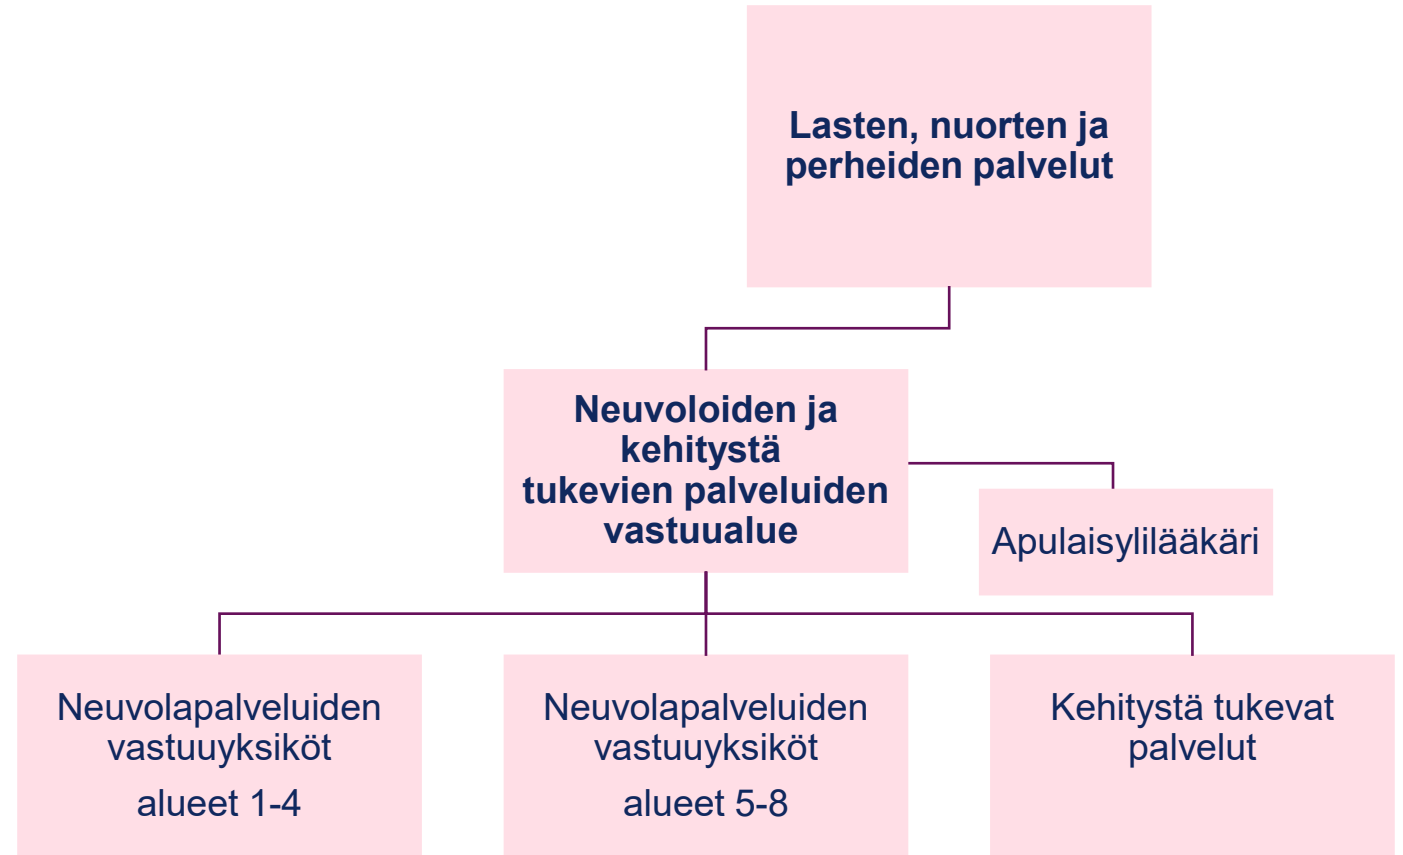 Lasten, nuorten ja
perheiden palvelut
Neuvoloiden ja
kehitystä
tukevien palveluiden
vastuualue
Apulaisylilääkäri
Neuvolapalveluiden
vastuuyksiköt
alueet 1-4
Neuvolapalveluiden
vastuuyksiköt
alueet 5-8
Kehitystä tukevat
palvelut